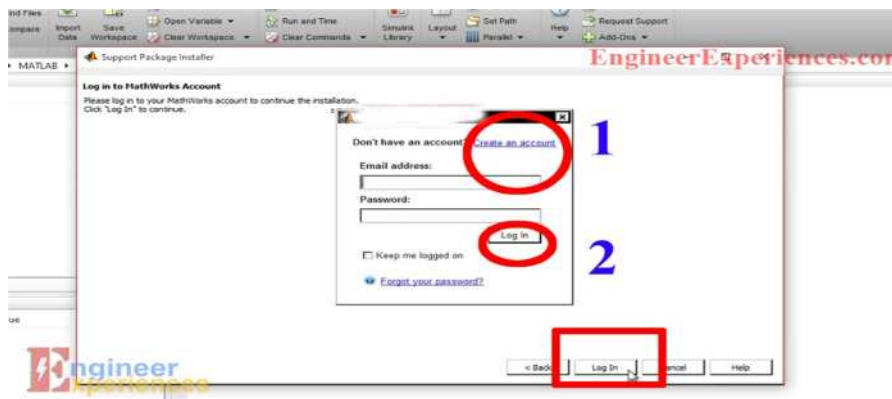 Find Files
Open Variable
Run and Time
Set Path
Request Support
Compare
Import Data
Save Workspace
Clear Workspace
Clear Commands
Simulink Library
Layout
Parallel
Help
Add-Ons
MATLAB
Support Package Installer
EngineerExperiences.com
Log in to MathWorks Account
Please log in to your MathWorks account to continue the installation.
Click "Log In" to continue.
Don't have an account? Create an account
1
Email address:
Password:
Log In
2
Keep me logged on
Forgot your password?
Engineer
Experiences
< Back
Log In
Cancel
Help